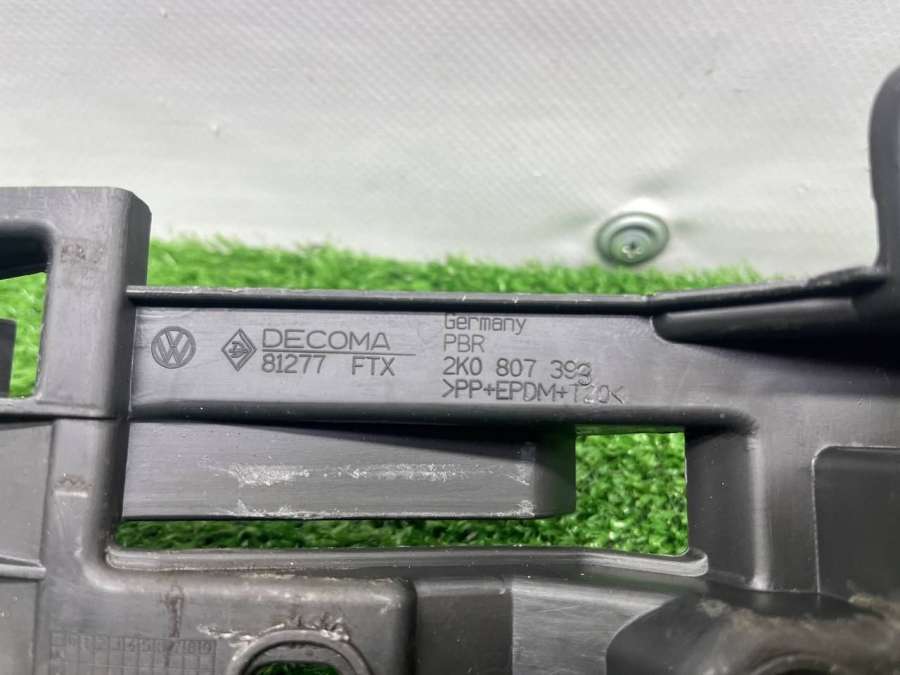 DECOMA
81277 FTX
Germany
PBR
2K0 807 393
>PP+EPDM+T20<